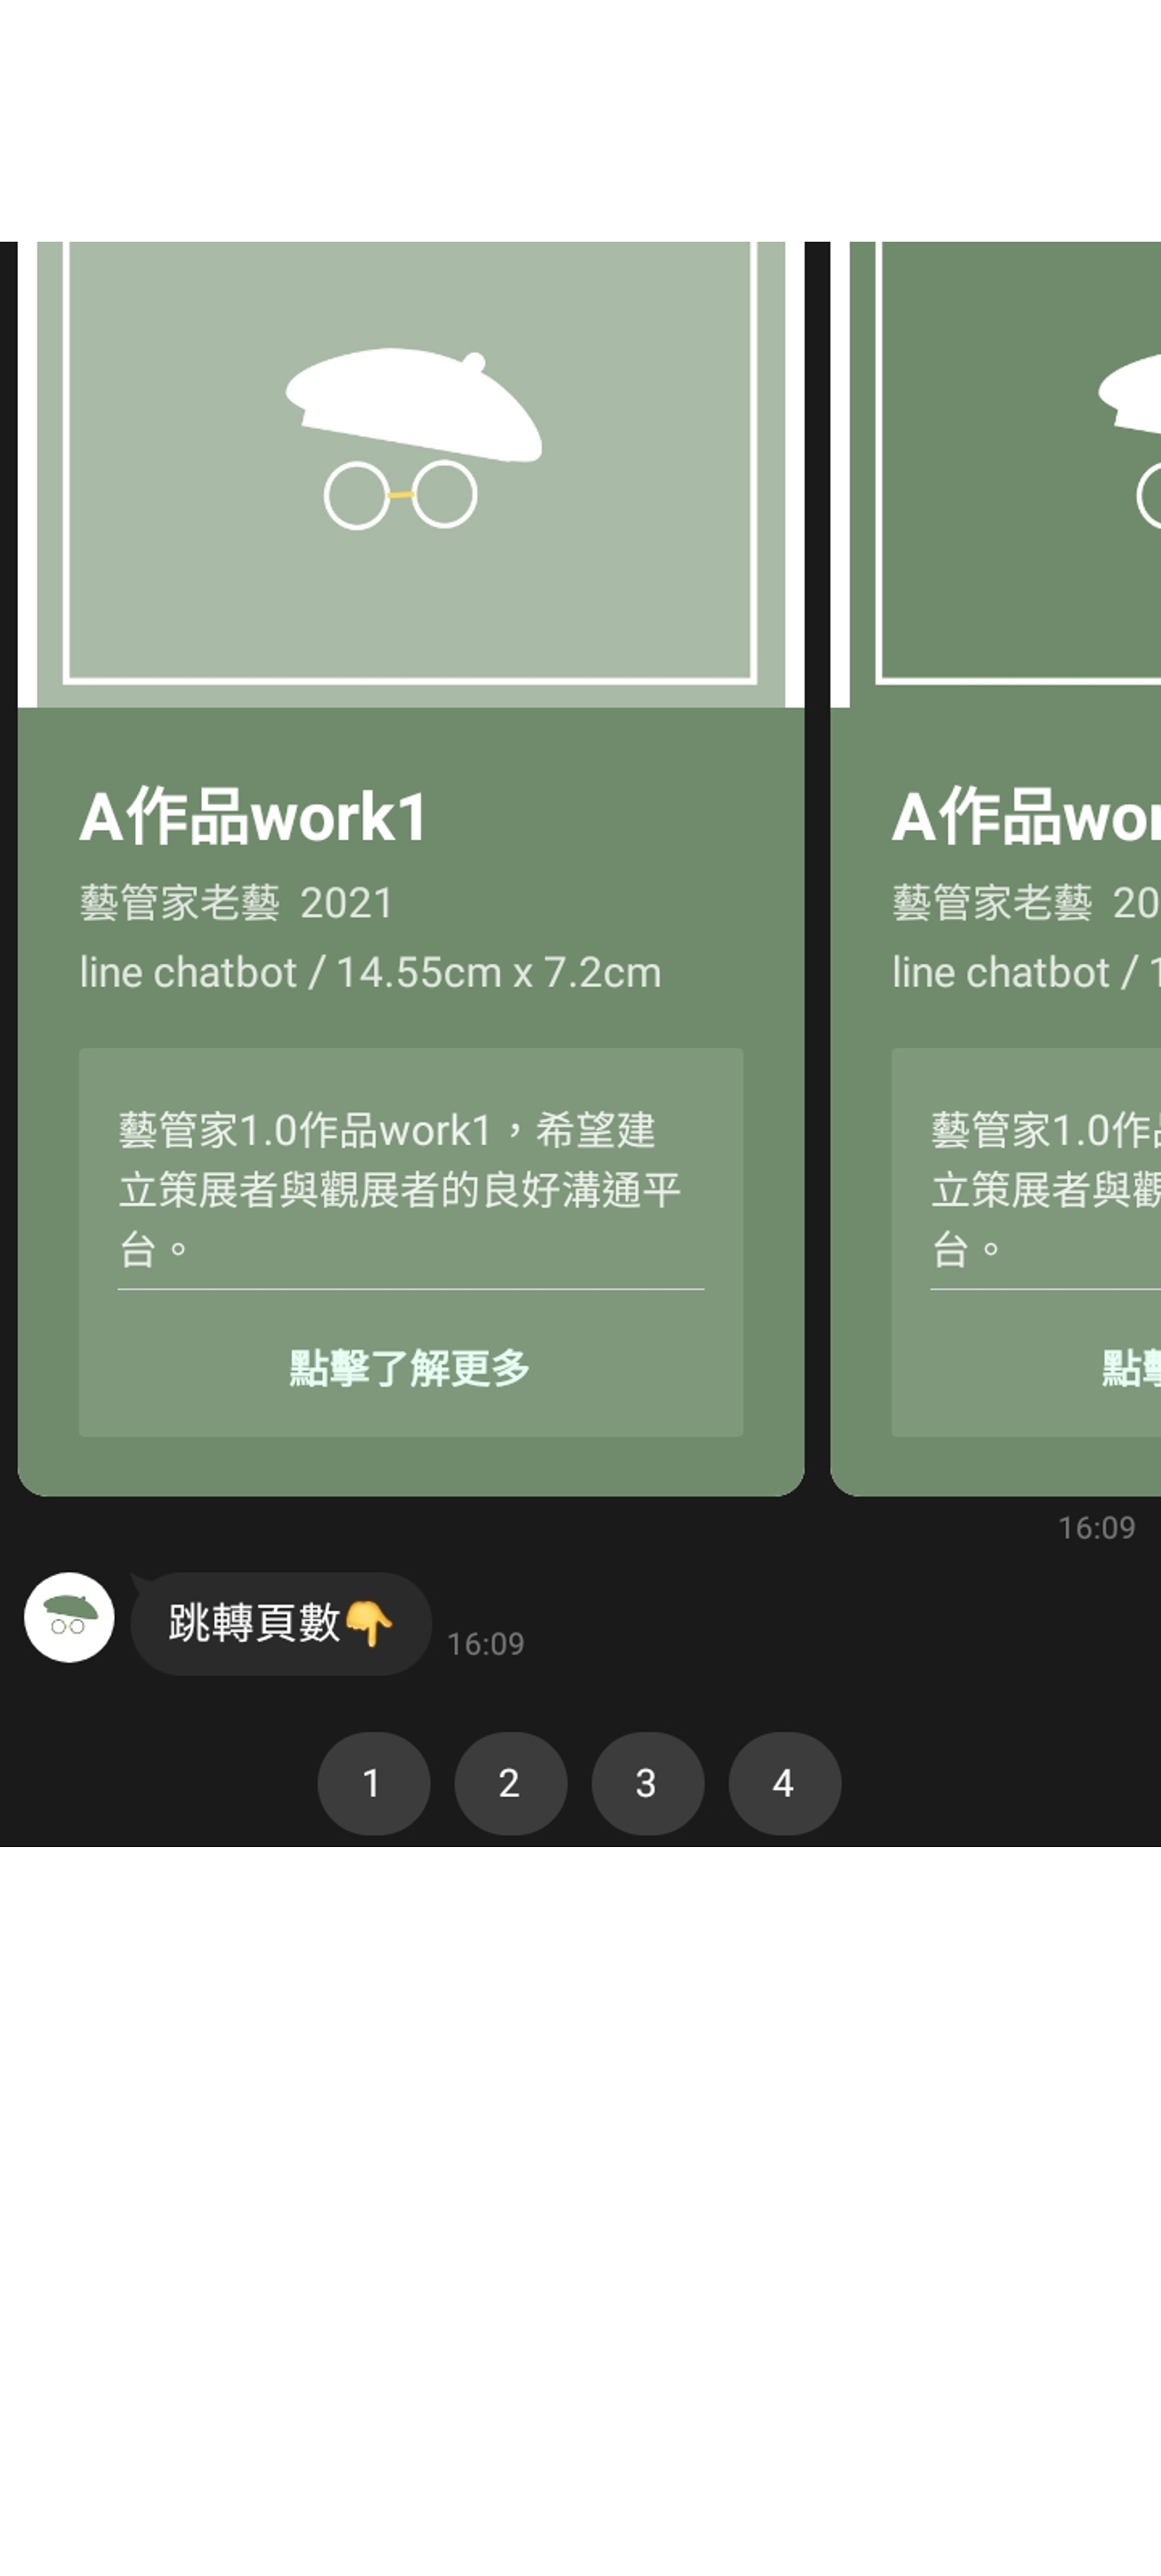 A作品work1
藝管家老藝 2021
line chatbot / 14.55cm x 7.2cm
藝管家1.0作品work1，希望建
立策展者與觀展者的良好溝通平
台。
點擊了解更多
A作品wor
藝管家老藝 20
line chatbot / 1
藝管家1.0作
立策展者與觀
台。
點擊
16:09
跳轉頁數👇
16:09
1
2
3
4